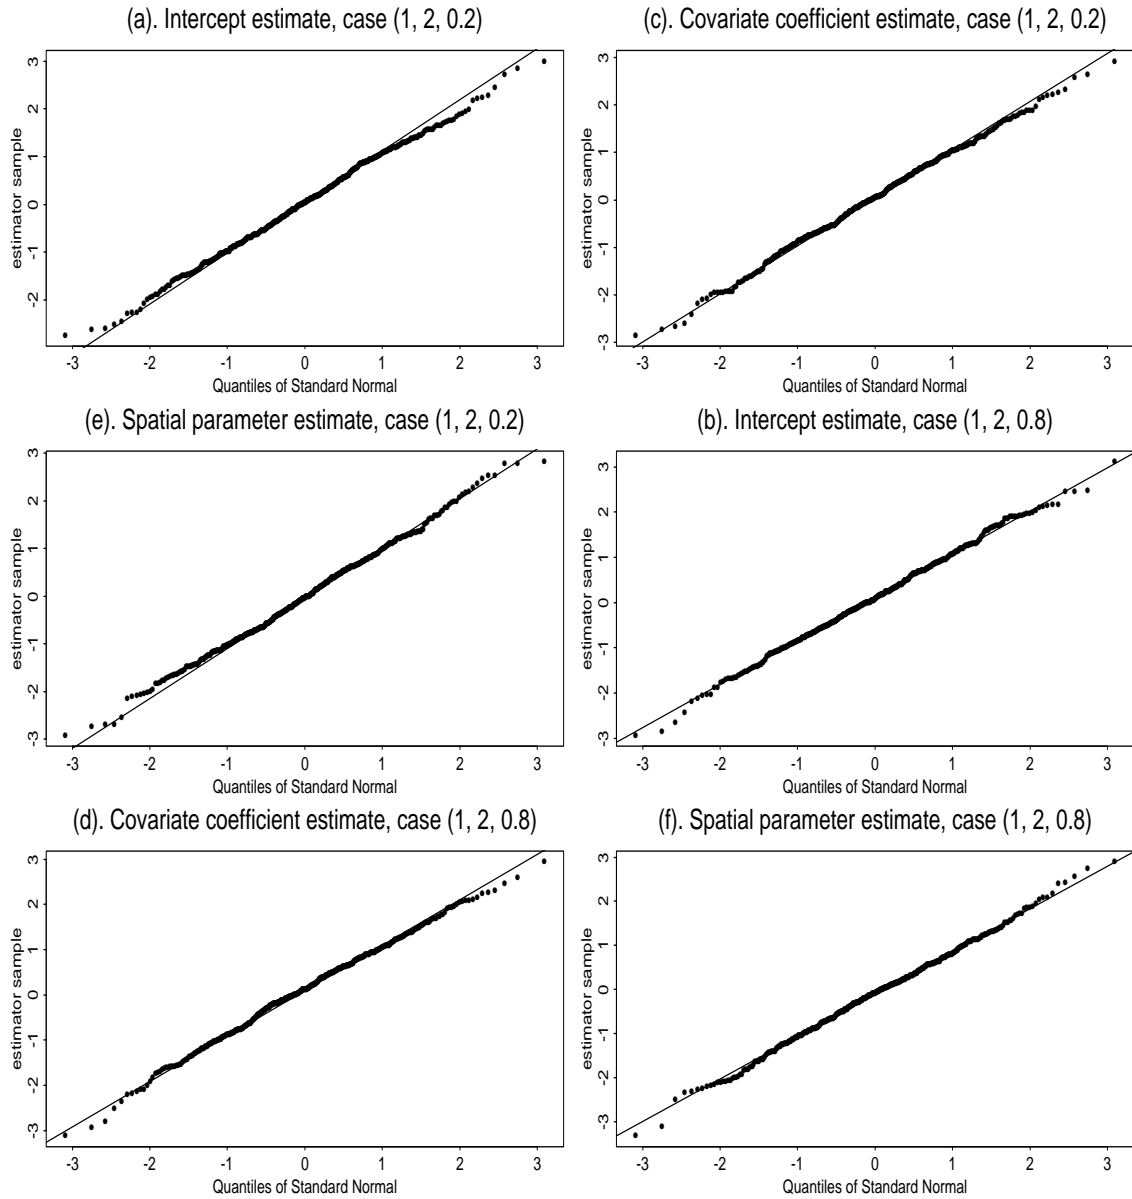 (a). Intercept estimate, case (1, 2, 0.2)
estimator sample
3
2
1
0
-1
-2
-3 -2 -1 0 1 2 3
Quantiles of Standard Normal
(c). Covariate coefficient estimate, case (1, 2, 0.2)
estimator sample
3
2
1
0
-1
-2
-3
-3 -2 -1 0 1 2 3
Quantiles of Standard Normal
(e). Spatial parameter estimate, case (1, 2, 0.2)
estimator sample
3
2
1
0
-1
-2
-3
-3 -2 -1 0 1 2 3
Quantiles of Standard Normal
(b). Intercept estimate, case (1, 2, 0.8)
estimator sample
3
2
1
0
-1
-2
-3
-3 -2 -1 0 1 2 3
Quantiles of Standard Normal
(d). Covariate coefficient estimate, case (1, 2, 0.8)
estimator sample
3
2
1
0
-1
-2
-3
-3 -2 -1 0 1 2 3
Quantiles of Standard Normal
(f). Spatial parameter estimate, case (1, 2, 0.8)
estimator sample
3
2
1
0
-1
-2
-3
-3 -2 -1 0 1 2 3
Quantiles of Standard Normal